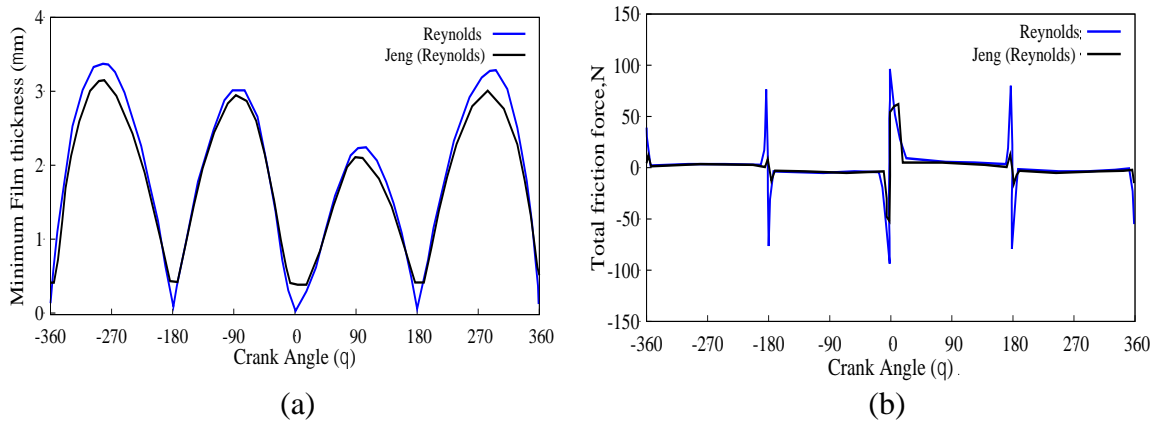 4
3
2
1
0
Minimum Film thickness (mm)
Reynolds
Jeng (Reynolds)
-360 -270 -180 -90 0 90 180 270 360
Crank Angle (q)
(a)
150
100
50
0
-50
-100
-150
Total friction force,N
Reynolds
Jeng (Reynolds)
-360 -270 -180 -90 0 90 180 270 360
Crank Angle (q)
(b)